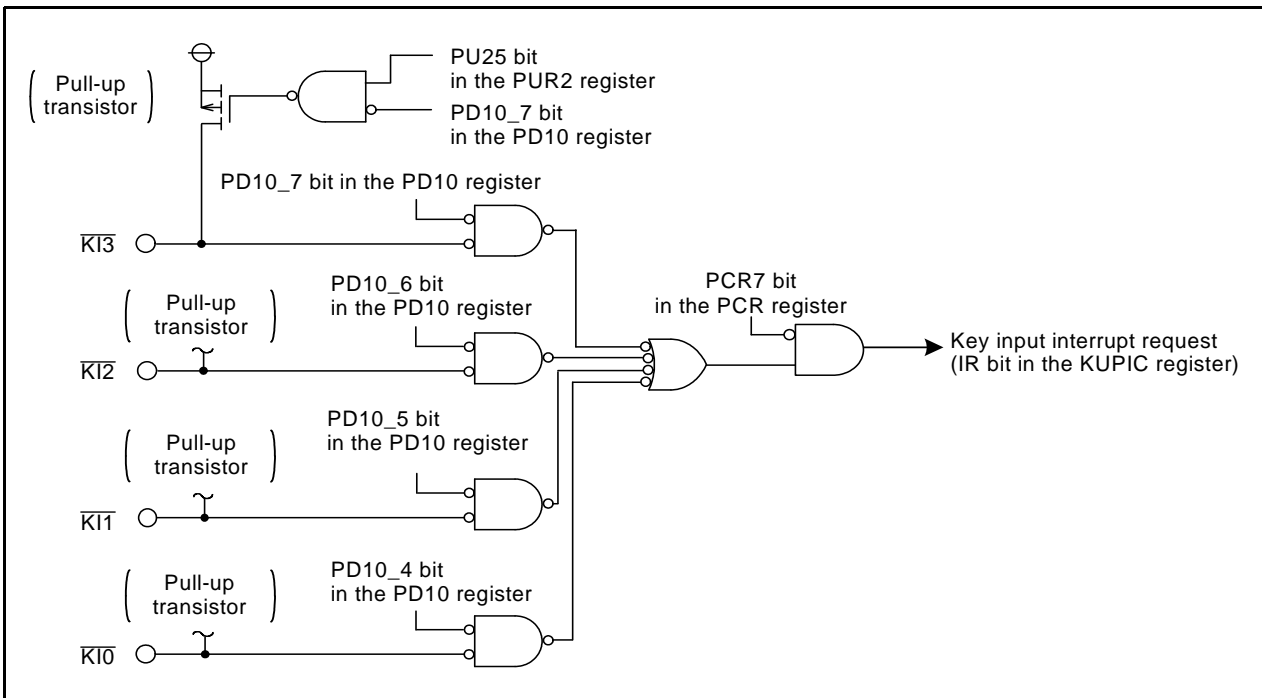 PU25 bit
in the PUR2 register
Pull-up
transistor
PD10_7 bit
in the PD10 register
PD10_7 bit in the PD10 register
KI3
PD10_6 bit
in the PD10 register
Pull-up
transistor
KI2
PCR7 bit
in the PCR register
Key input interrupt request
(IR bit in the KUPIC register)
PD10_5 bit
in the PD10 register
Pull-up
transistor
KI1
PD10_4 bit
in the PD10 register
Pull-up
transistor
KI0